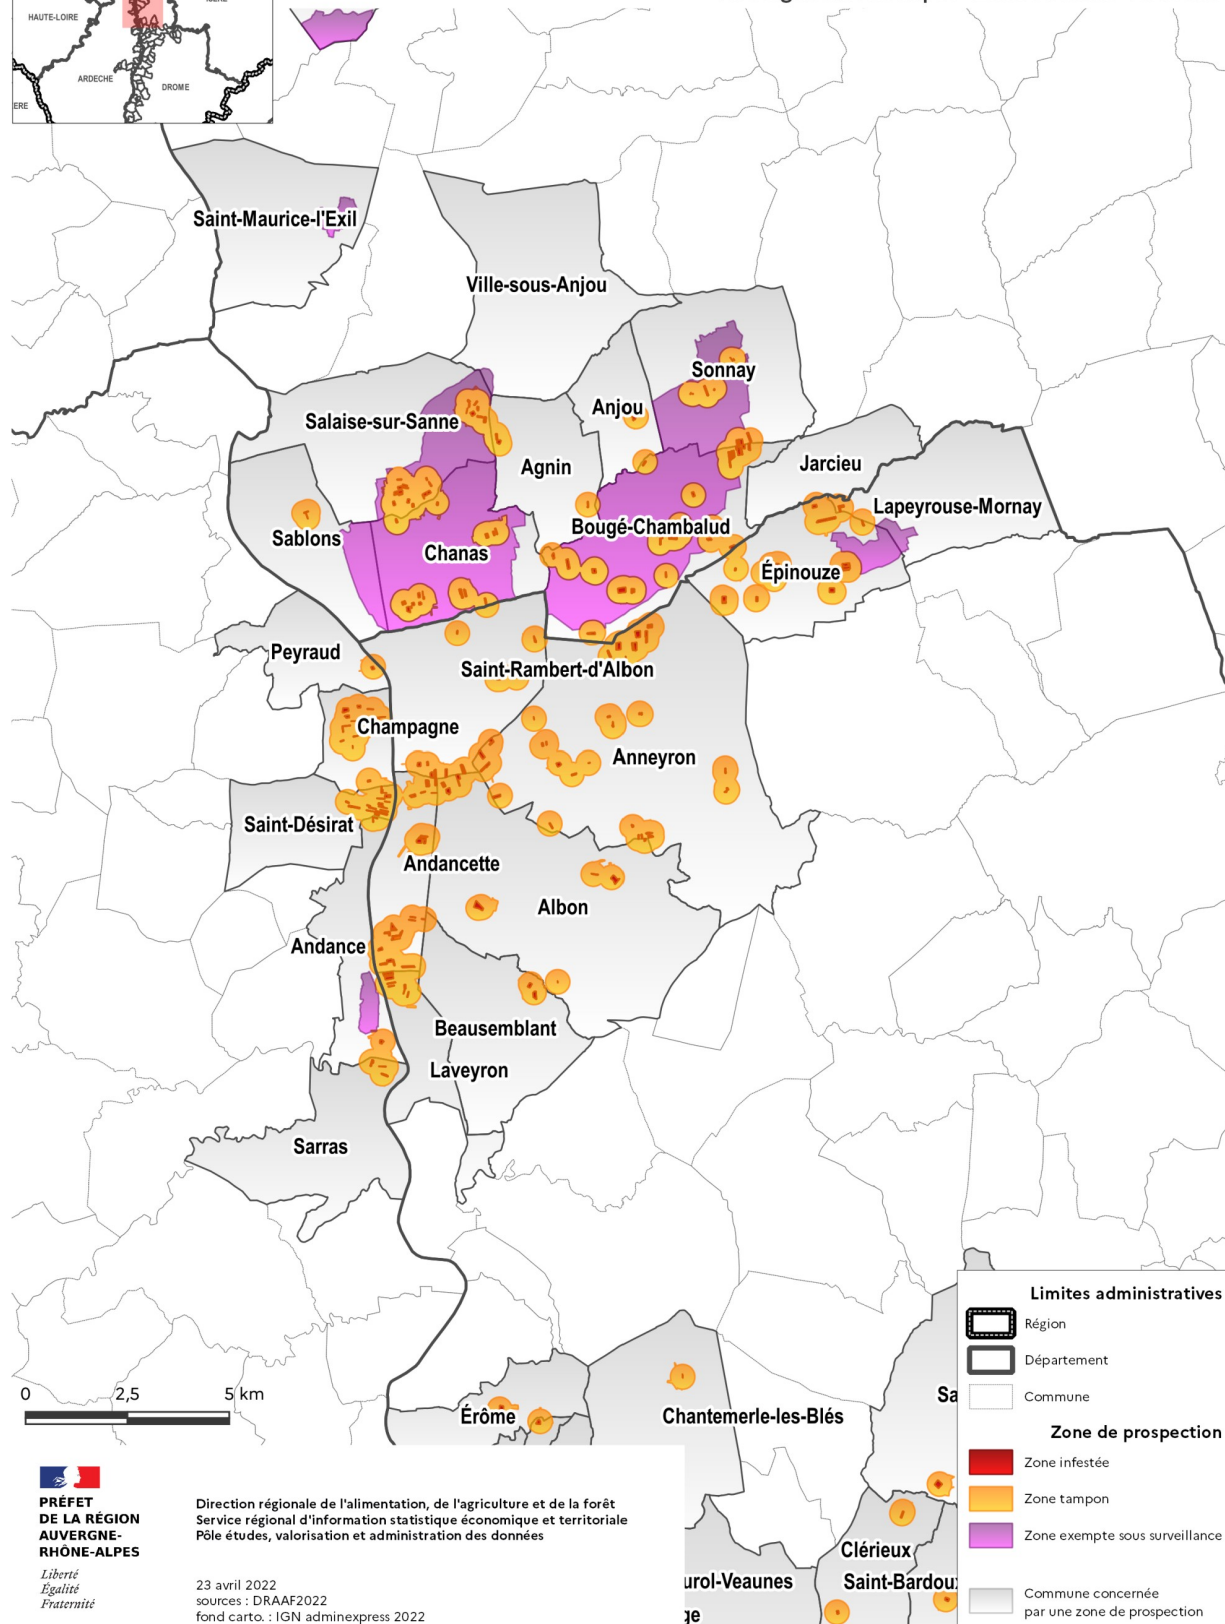 HAUTE-LOIRE
ARDECHE
DROME
ERE
Saint-Maurice-l'Exil
Ville-sous-Anjou
Sonnay
Anjou
Salaise-sur-Sanne
Agnin
Jarcieu
Lapeyrouse-Mornay
Sablons
Bougé-Chambalud
Chanas
Épinouze
Peyraud
Saint-Rambert-d'Albon
Champagne
Anneyron
Saint-Désirat
Andancette
Albon
Andance
Beausemblant
Laveyron
Sarras
Érôme
Chantemerle-les-Blés
Sa
Clérieux
urol-Veaunes
Saint-Bardoux
ge
0 2,5 5 km
Limites administratives
Région
Département
Commune
Zone de prospection
Zone infestée
Zone tampon
Zone exempte sous surveillance
Commune concernée
par une zone de prospection
PRÉFET
DE LA RÉGION
AUVERGNE-
RHÔNE-ALPES
Liberté
Égalité
Fraternité
Direction régionale de l'alimentation, de l'agriculture et de la forêt
Service régional d'information statistique économique et territoriale
Pôle études, valorisation et administration des données
23 avril 2022
sources : DRAAF2022
fond carto. : IGN adminexpress 2022